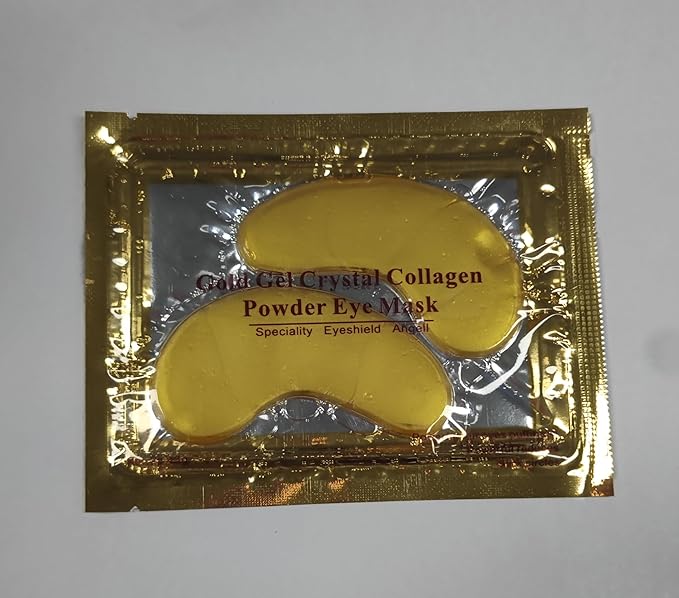 Gold Gel Crystal Collagen
Powder Eye Mask
Speciality Eyeshield Angell